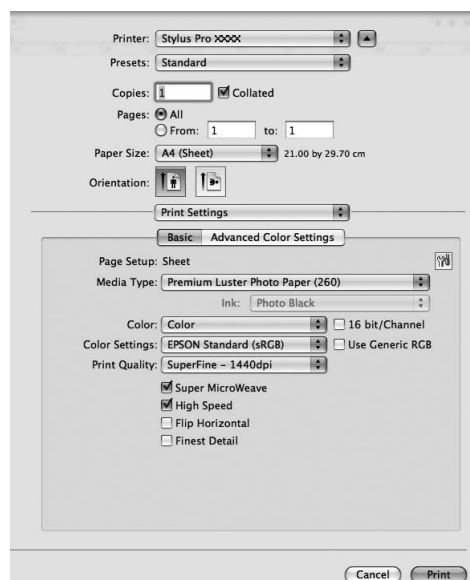 Printer: Stylus Pro XXXX
Presets: Standard
Copies: 1 Collated
Pages: All
From: 1 to: 1
Paper Size: A4 (Sheet) 21.00 by 29.70 cm
Orientation:
Print Settings
Basic Advanced Color Settings
Page Setup: Sheet
Media Type: Premium Luster Photo Paper (260)
Ink: Photo Black
Color: Color 16 bit/Channel
Color Settings: EPSON Standard (sRGB) Use Generic RGB
Print Quality: SuperFine – 1440dpi
Super MicroWeave
High Speed
Flip Horizontal
Finest Detail
Cancel Print